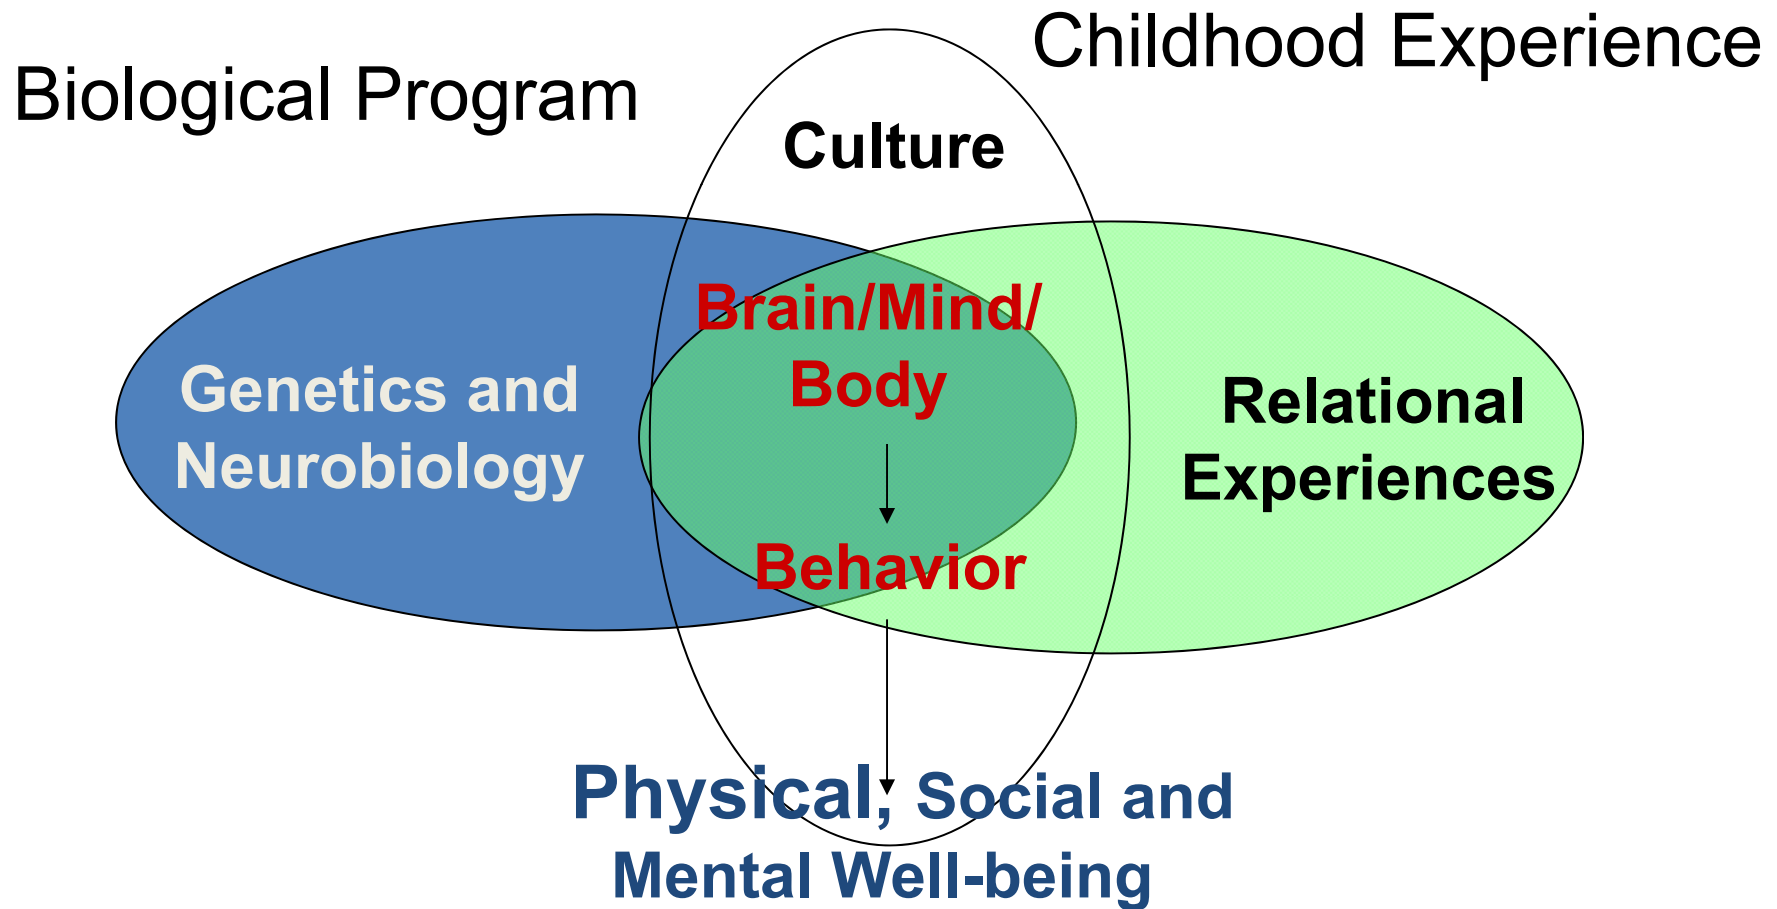 Childhood Experience
Biological Program
Culture
Brain/Mind/
Body
Genetics and
Neurobiology
Relational
Experiences
Behavior
Physical, Social and
Mental Well-being